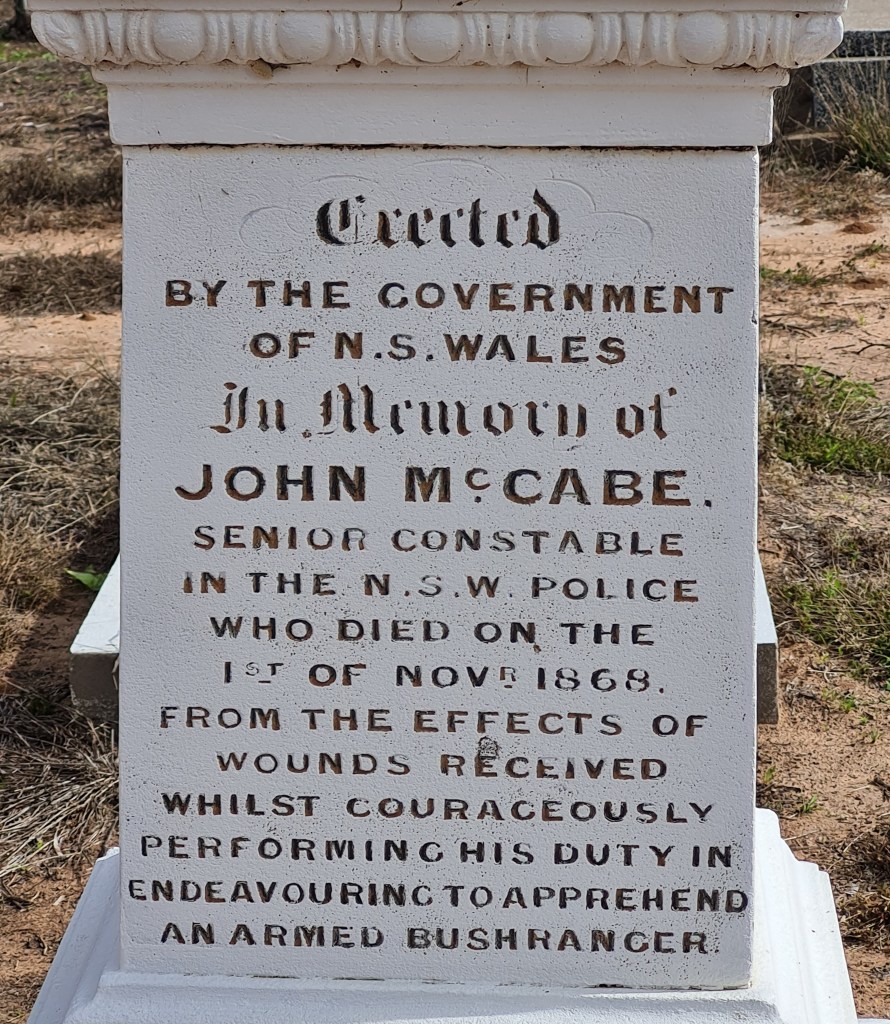 Erected
BY THE GOVERNMENT
OF N.S. WALES
In Memory of
JOHN McCABE.
SENIOR CONSTABLE
IN THE N.S.W. POLICE
WHO DIED ON THE
1ST OF NOVR 1868.
FROM THE EFFECTS OF
WOUNDS RECEIVED
WHILST COURAGEOUSLY
PERFORMING HIS DUTY IN
ENDEAVOURING TO APPREHEND
AN ARMED BUSHRANGER